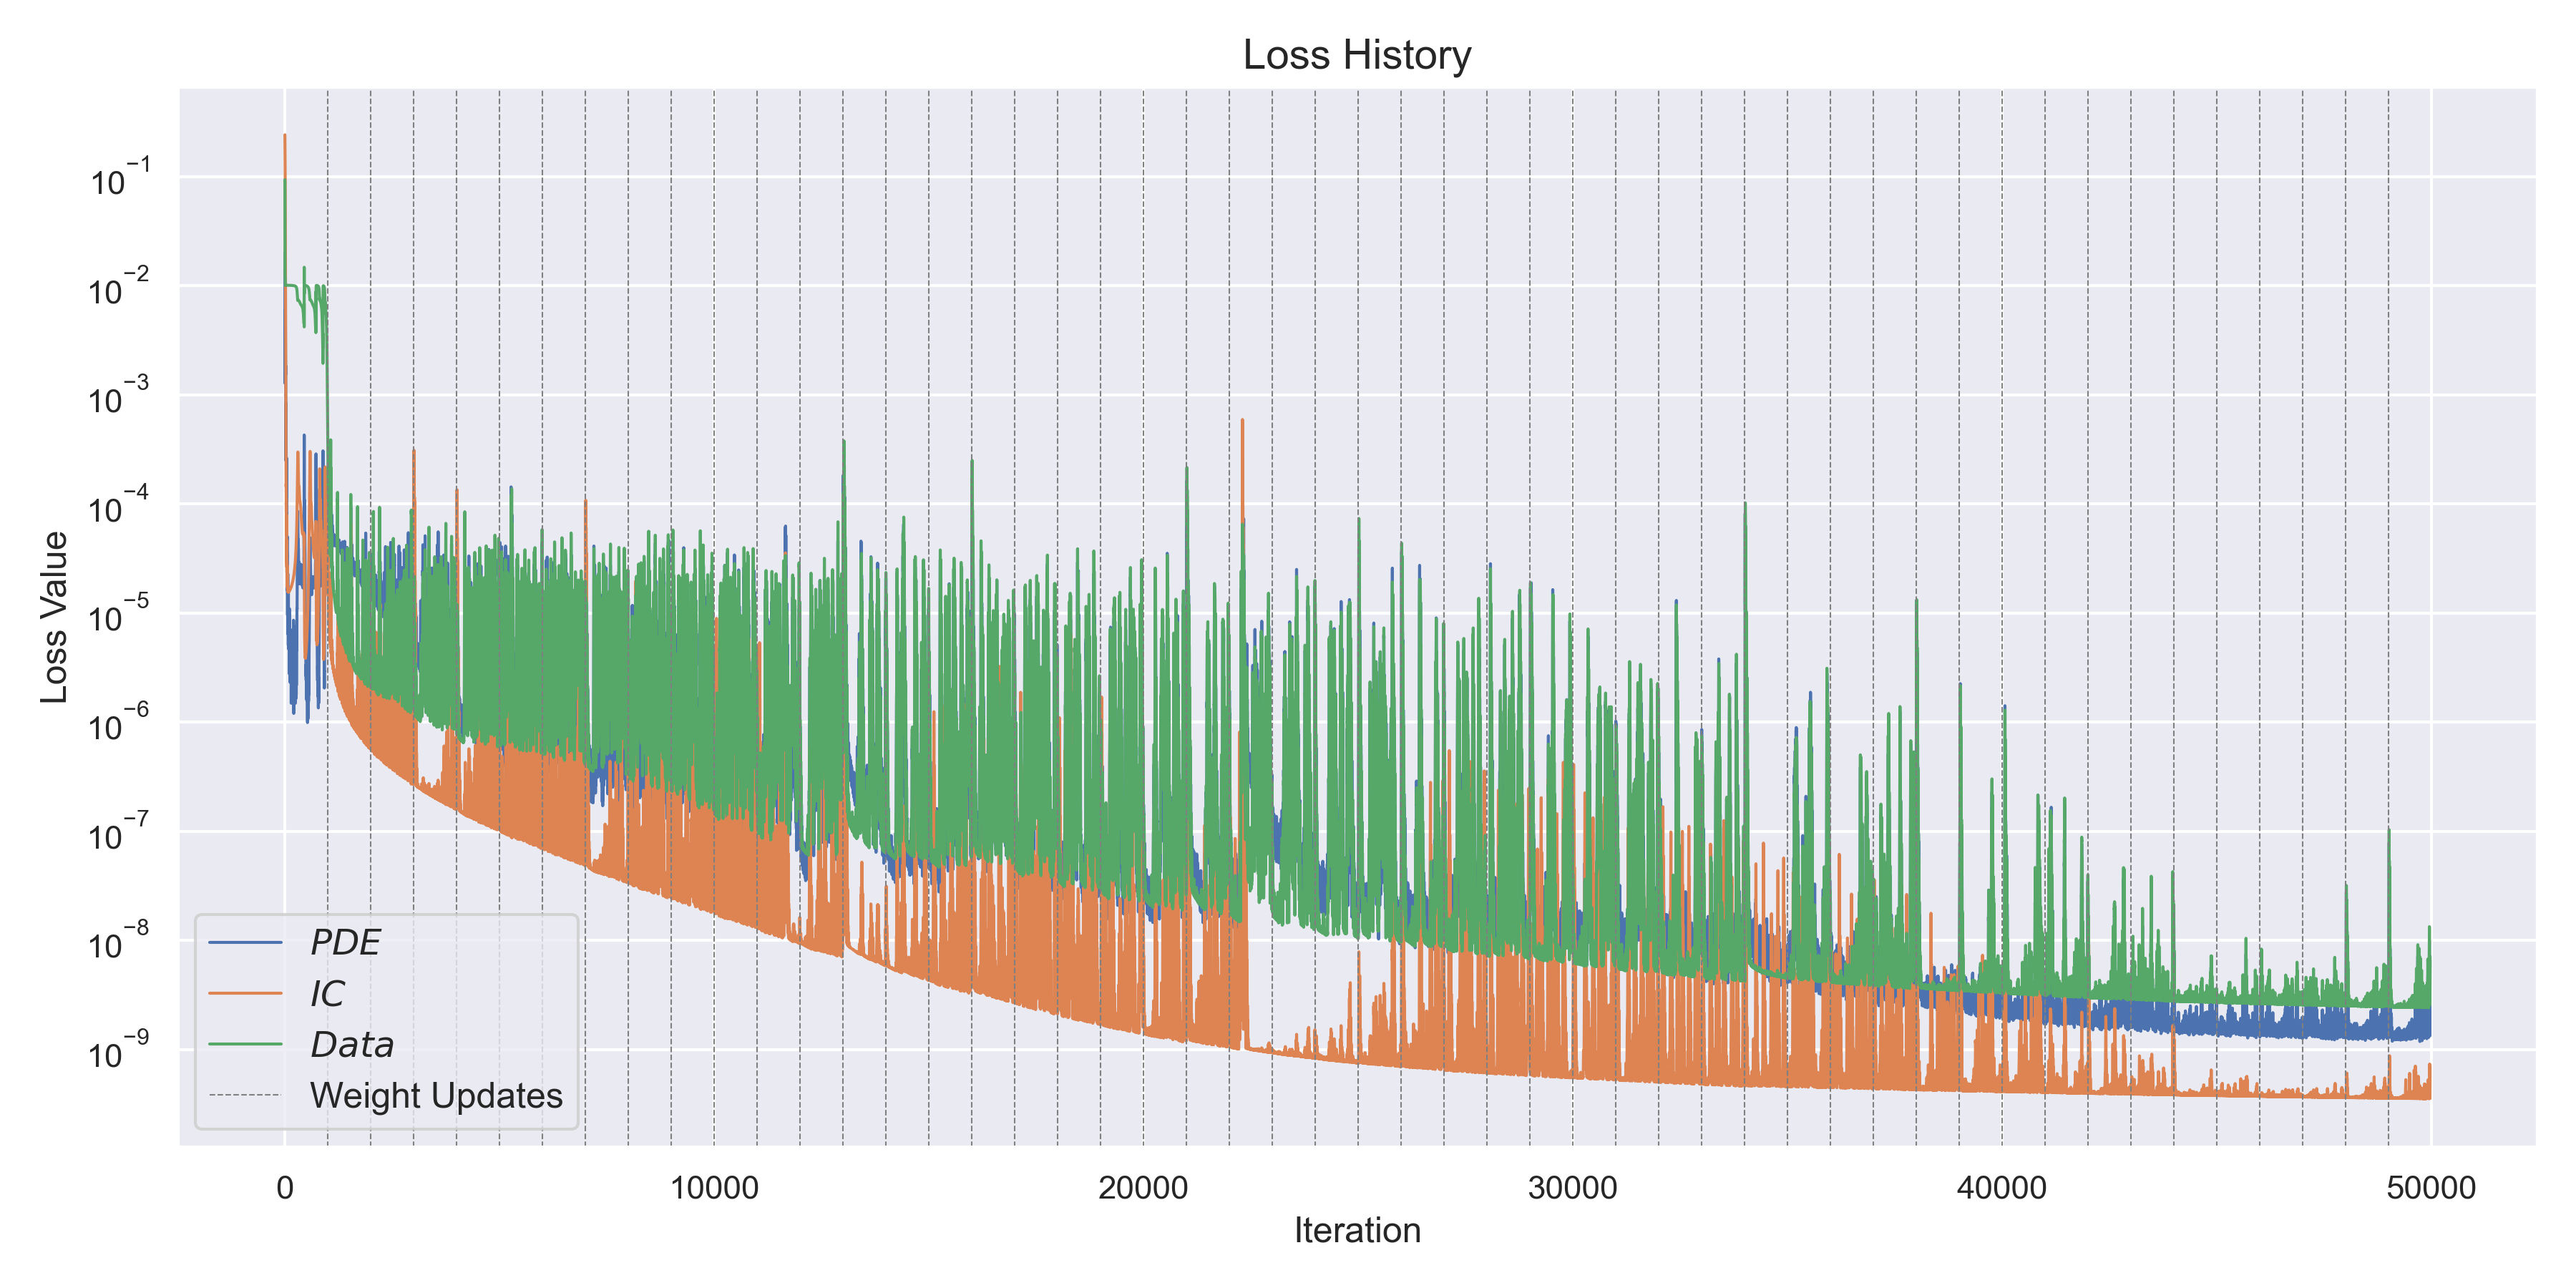 Loss History
Loss Value
10⁻¹
10⁻²
10⁻³
10⁻⁴
10⁻⁵
10⁻⁶
10⁻⁷
10⁻⁸
10⁻⁹
PDE
IC
Data
Weight Updates
0 10000 20000 30000 40000 50000
Iteration